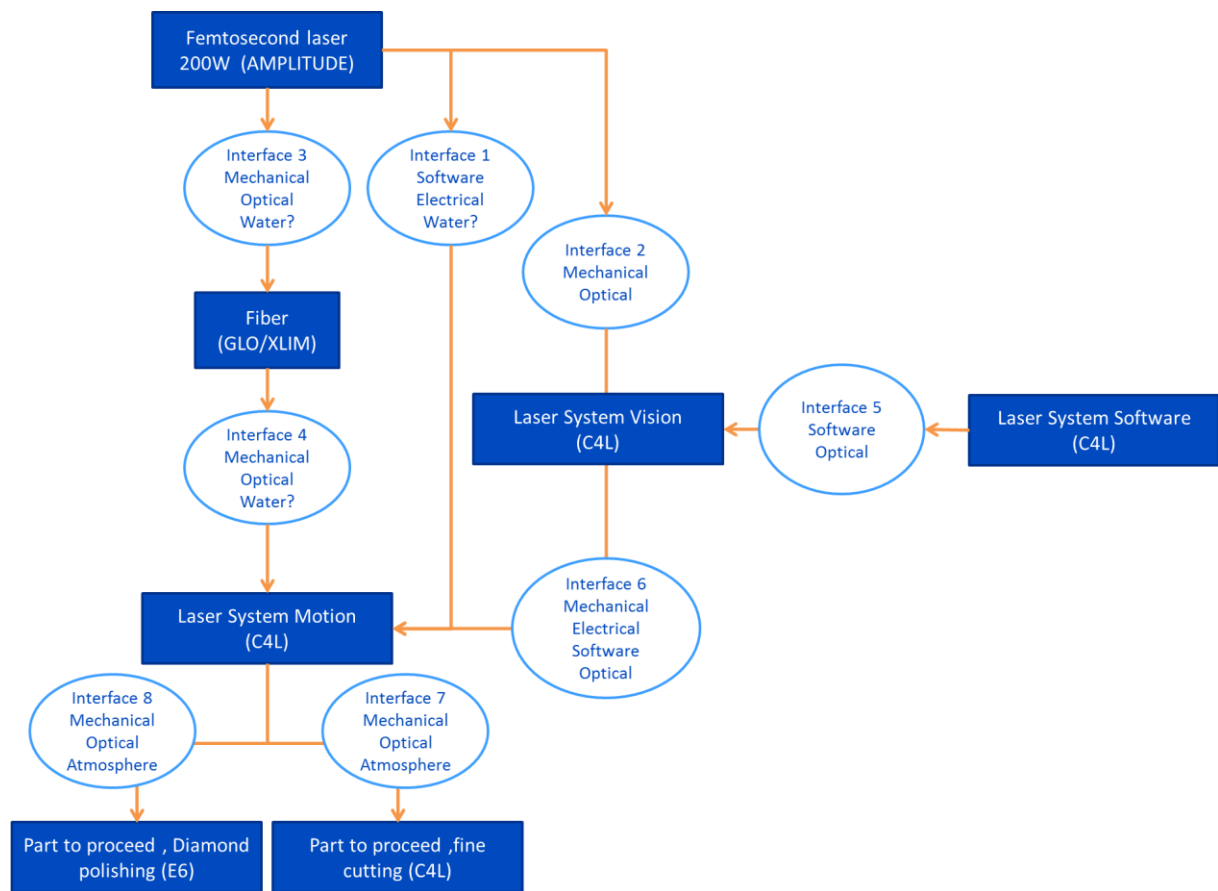 Femtosecond laser
200W (AMPLITUDE)
Interface 3
Mechanical
Optical
Water?
Interface 1
Software
Electrical
Water?
Interface 2
Mechanical
Optical
Fiber
(GLO/XLIM)
Laser System Vision
(C4L)
Interface 5
Software
Optical
Laser System Software
(C4L)
Interface 4
Mechanical
Optical
Water?
Laser System Motion
(C4L)
Interface 6
Mechanical
Electrical
Software
Optical
Interface 8
Mechanical
Optical
Atmosphere
Interface 7
Mechanical
Optical
Atmosphere
Part to proceed , Diamond
polishing (E6)
Part to proceed ,fine
cutting (C4L)